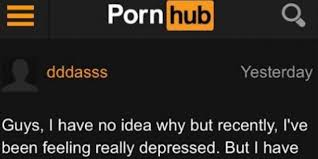 Porn hub
dddasss Yesterday
Guys, I have no idea why but recently, I've
been feeling really depressed. But I have